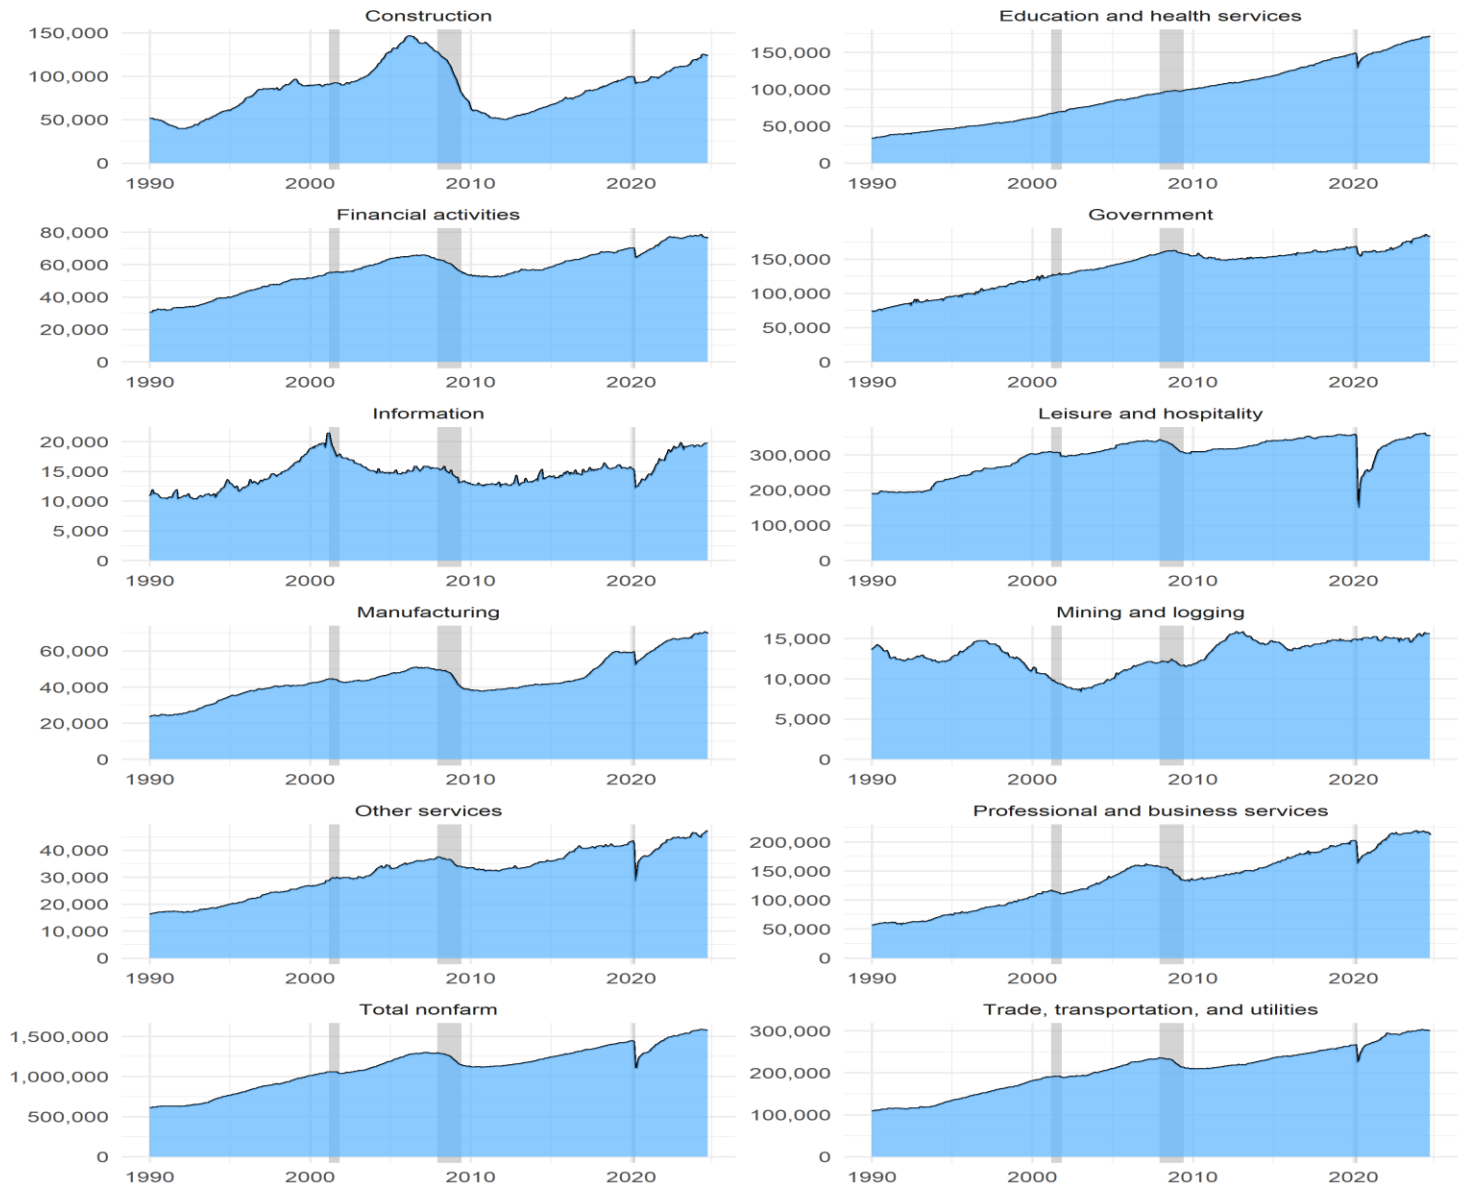 Construction
150,000
100,000
50,000
0
1990 2000 2010 2020
Education and health services
150,000
100,000
50,000
0
1990 2000 2010 2020
Financial activities
80,000
60,000
40,000
20,000
0
1990 2000 2010 2020
Government
150,000
100,000
50,000
0
1990 2000 2010 2020
Information
20,000
15,000
10,000
5,000
0
1990 2000 2010 2020
Leisure and hospitality
300,000
200,000
100,000
0
1990 2000 2010 2020
Manufacturing
60,000
40,000
20,000
0
1990 2000 2010 2020
Mining and logging
15,000
10,000
5,000
0
1990 2000 2010 2020
Other services
40,000
30,000
20,000
10,000
0
1990 2000 2010 2020
Professional and business services
200,000
150,000
100,000
50,000
0
1990 2000 2010 2020
Total nonfarm
1,500,000
1,000,000
500,000
0
1990 2000 2010 2020
Trade, transportation, and utilities
300,000
200,000
100,000
0
1990 2000 2010 2020